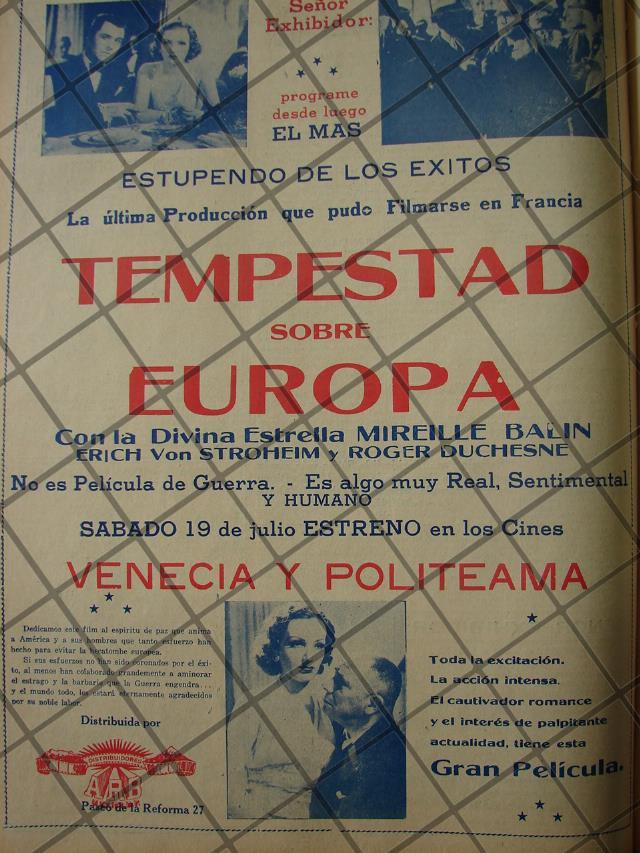 Señor
Exhibidor:
programe
desde luego
EL MAS
ESTUPENDO DE LOS EXITOS
La última Producción que pudo Filmarse en Francia
TEMPESTAD
SOBRE
EUROPA
Con la Divina Estrella MIREILLE BALIN
ERICH Von STROHEIM y ROGER DUCHESNE
No es Película de Guerra. - Es algo muy Real, Sentimental
Y HUMANO
SABADO 19 de julio ESTRENO en los Cines
VENECIA Y POLITEAMA
Dedicamos este film al espíritu de paz que anima
a América y a sus hombres que tanto esfuerzo han
hecho para evitar la hecatombe europea.
Si sus esfuerzos no han sido coronados por el éxi-
to, al menos han colaborado grandemente a aminorar
el estrago y la barbarie que la Guerra engendra...
y el mundo todo, les estará eternamente agradecidos
por su noble labor.
Distribuida por
DISTRIBUIDORES
Paseo de la Reforma 27
Toda la excitación.
La acción intensa.
El cautivador romance
y el interés de palpitante
actualidad, tiene esta
Gran Película.